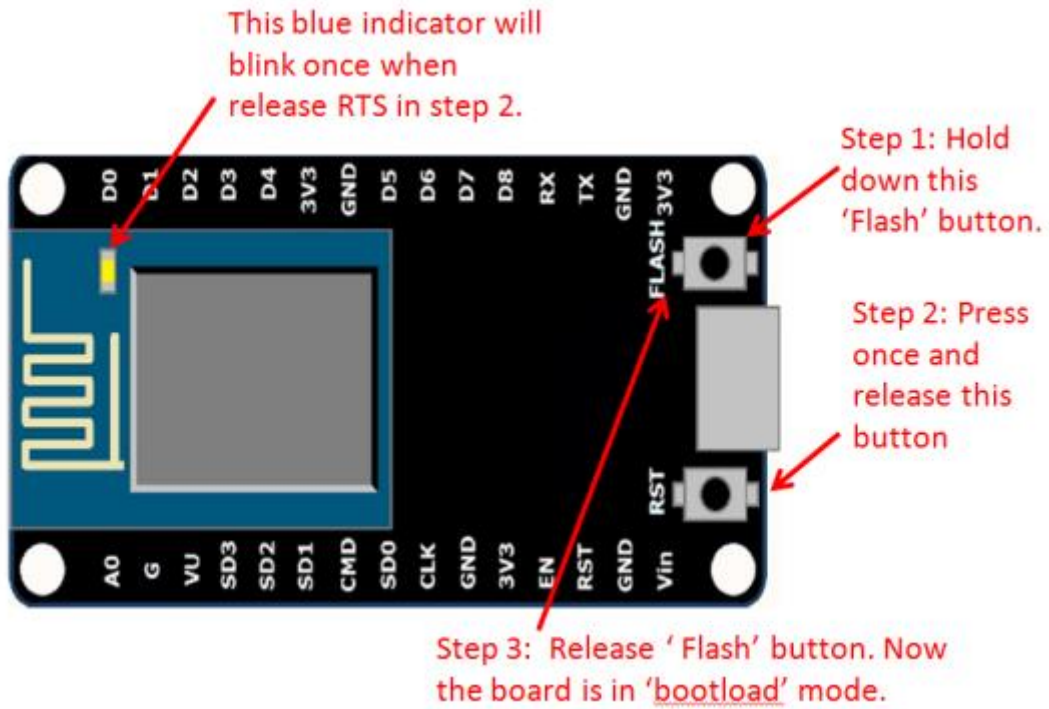 This blue indicator will
blink once when
release RTS in step 2.
Step 1: Hold
down this
‘Flash’ button.
D0 D1 D2 D3 D4 3V3 GND D5 D6 D7 D8 RX TX GND 3V3
FLASH
Step 2: Press
once and
release this
button
RST
A0 G VU SD3 SD2 SD1 CMD SD0 CLK GND 3V3 EN RST GND Vin
Step 3:  Release ‘ Flash’ button. Now
the board is in ‘bootload’ mode.